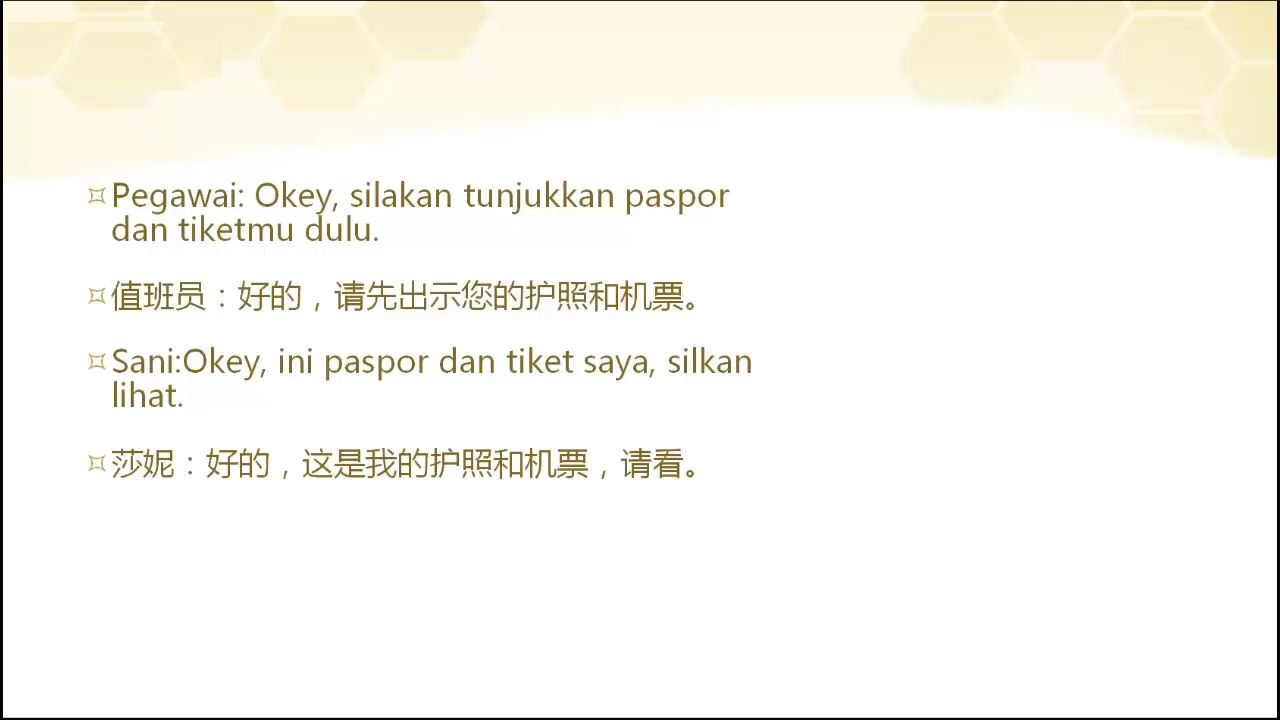 Pegawai: Okey, silakan tunjukkan paspor
dan tiketmu dulu.
值班员：好的，请先出示您的护照和机票。
Sani:Okey, ini paspor dan tiket saya, silkan
lihat.
莎妮：好的，这是我的护照和机票，请看。